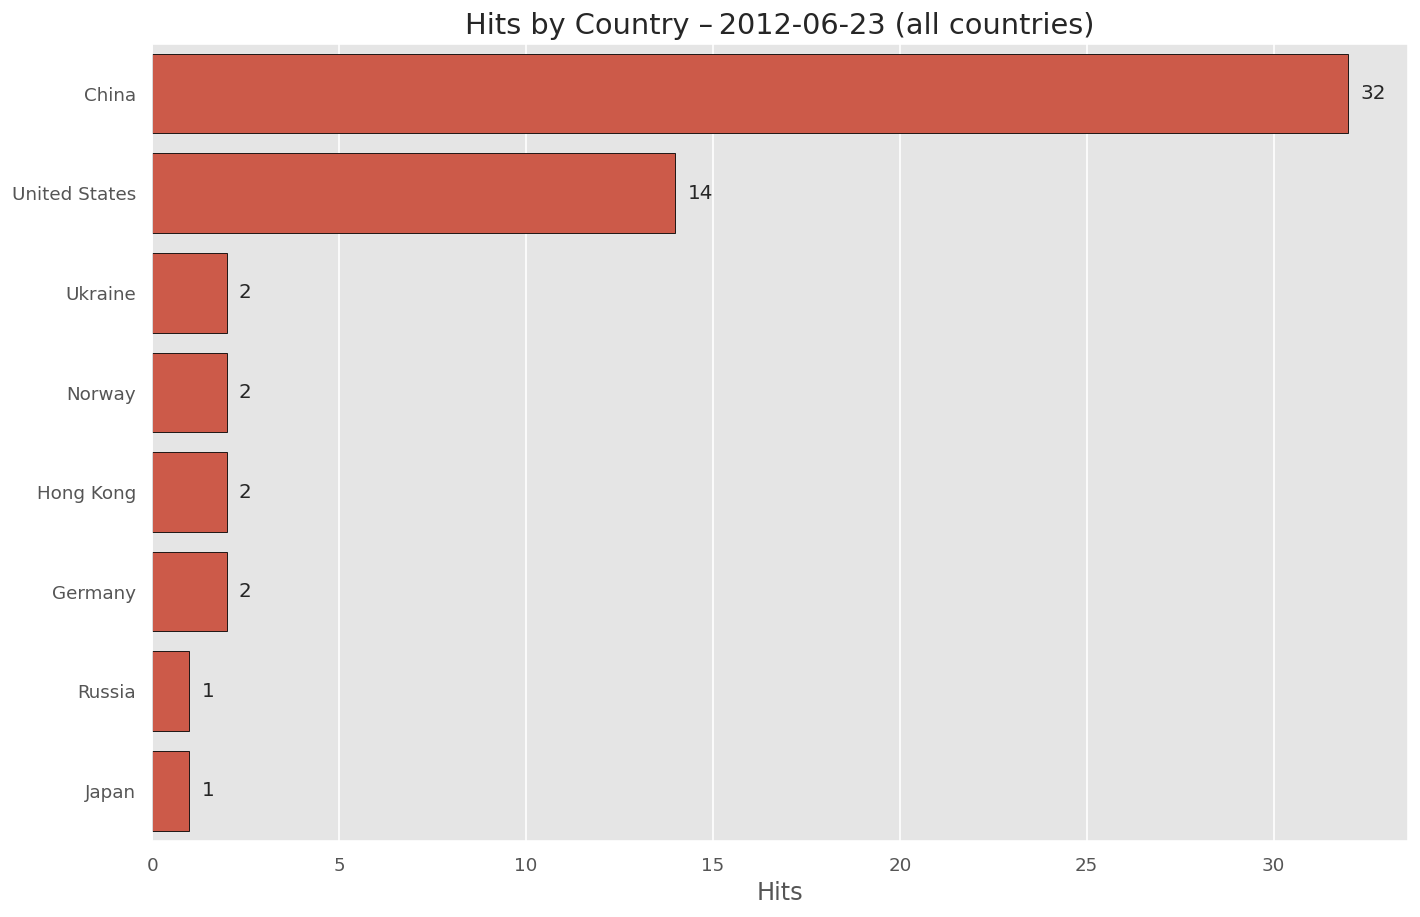 Hits by Country – 2012-06-23 (all countries)
China 32
United States 14
Ukraine 2
Norway 2
Hong Kong 2
Germany 2
Russia 1
Japan 1
0 5 10 15 20 25 30
Hits